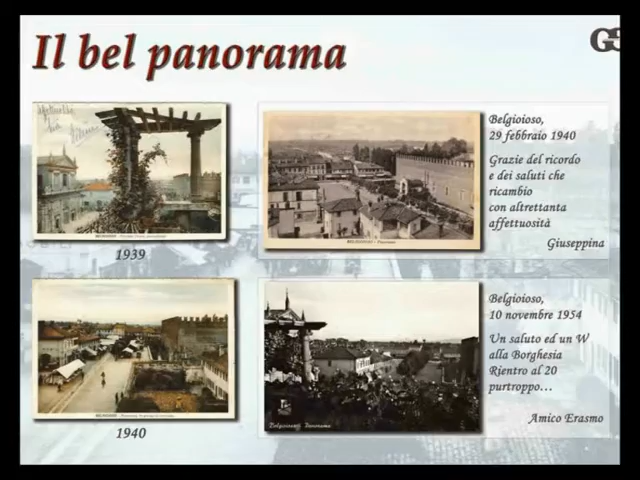 Il bel panorama
GS
1939
Belgioioso,
29 febbraio 1940
Grazie del ricordo
e dei saluti che
ricambio
con altrettanta
affettuosità
Giuseppina
1940
Belgioioso Panorama
Belgioioso,
10 novembre 1954
Un saluto ed un W
alla Borghesia
Rientro al 20
purtroppo...
Amico Erasmo